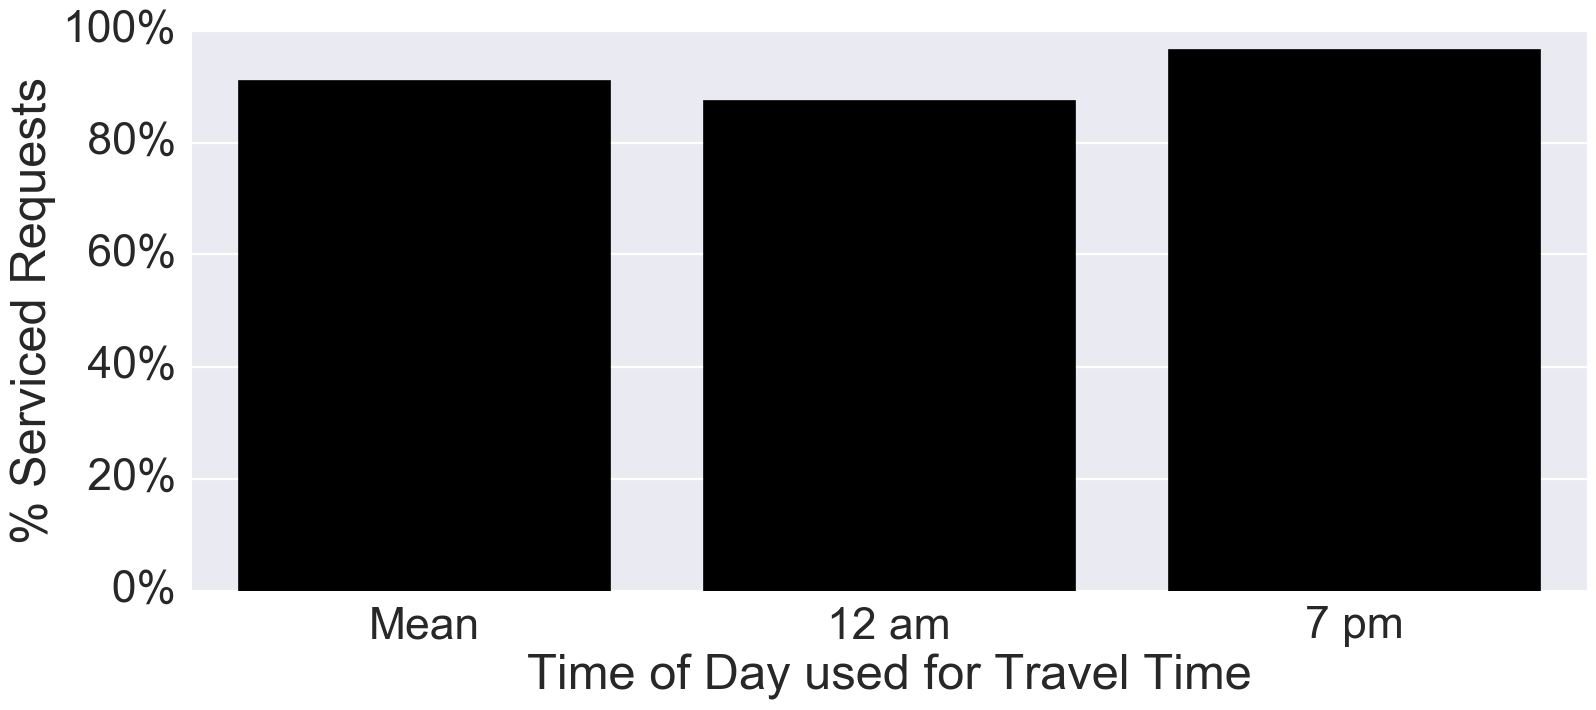 100%
80%
60%
40%
20%
0%
% Serviced Requests
Mean
12 am
7 pm
Time of Day used for Travel Time